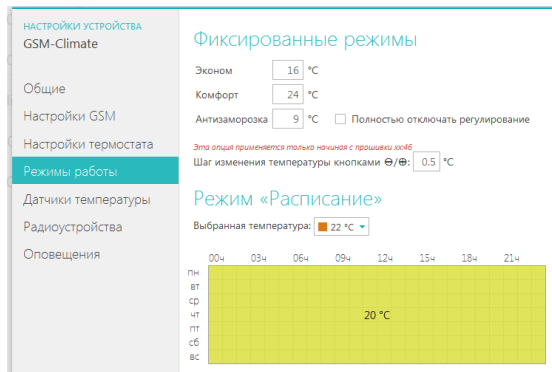 НАСТРОЙКИ УСТРОЙСТВА
GSM-Climate
Общие
Настройки GSM
Настройки термостата
Режимы работы
Датчики температуры
Радиоустройства
Оповещения
Фиксированные режимы
Эконом 16 °C
Комфорт 24 °C
Антизаморозка 9 °C Полностью отключать регулирование
Эта опция применяется только начиная с прошивки xx46
Шаг изменения температуры кнопками ⊖/⊕: 0.5 °C
Режим «Расписание»
Выбранная температура: 22 °C
00ч 03ч 06ч 09ч 12ч 15ч 18ч 21ч
пн
вт
ср
чт 20 °C
пт
сб
вс